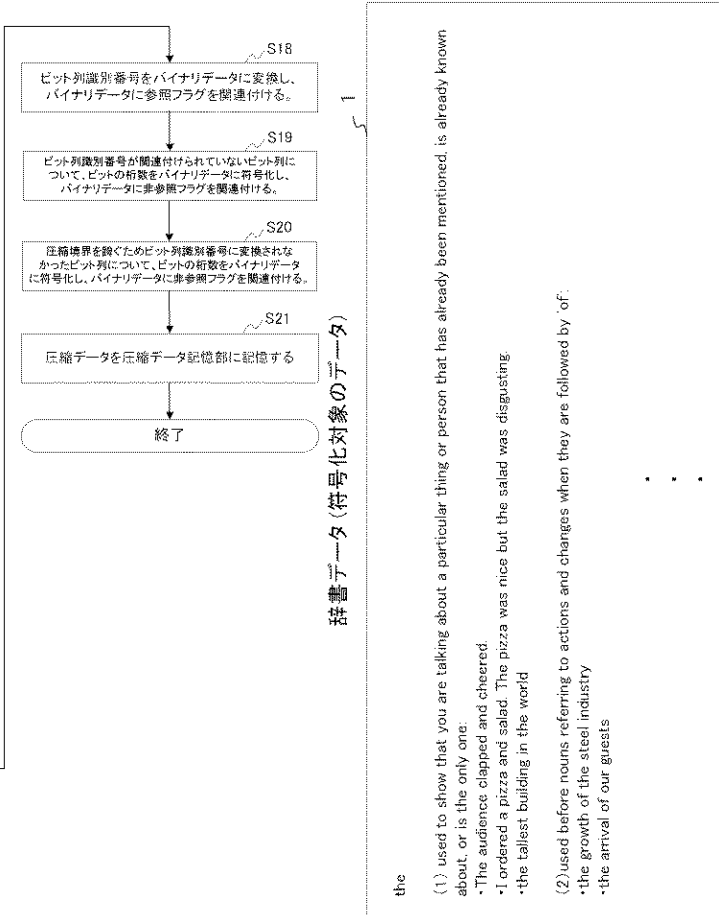 S18
ビット列識別番号をバイナリデータに変換し、
バイナリデータに参照フラグを関連付ける。
S19
ビット列識別番号が関連付けられていないビット列に
ついて、ビットの桁数をバイナリデータに符号化し、
バイナリデータに非参照フラグを関連付ける。
S20
圧縮境界を跨ぐためビット列識別番号に変換されな
かったビット列について、ビットの桁数をバイナリデータ
に符号化し、バイナリデータに非参照フラグを関連付ける。
S21
圧縮データを圧縮データ記憶部に記憶する
終了
辞書データ(符号化対象のデータ)
1
the
(1) used to show that you are talking about a particular thing or person that has already been mentioned, is already known
about, or is the only one:
・The audience clapped and cheered.
・I ordered a pizza and salad. The pizza was nice but the salad was disgusting.
・the tallest building in the world
(2)used before nouns referring to actions and changes when they are followed by 'of':
・the growth of the steel industry
・the arrival of our guests